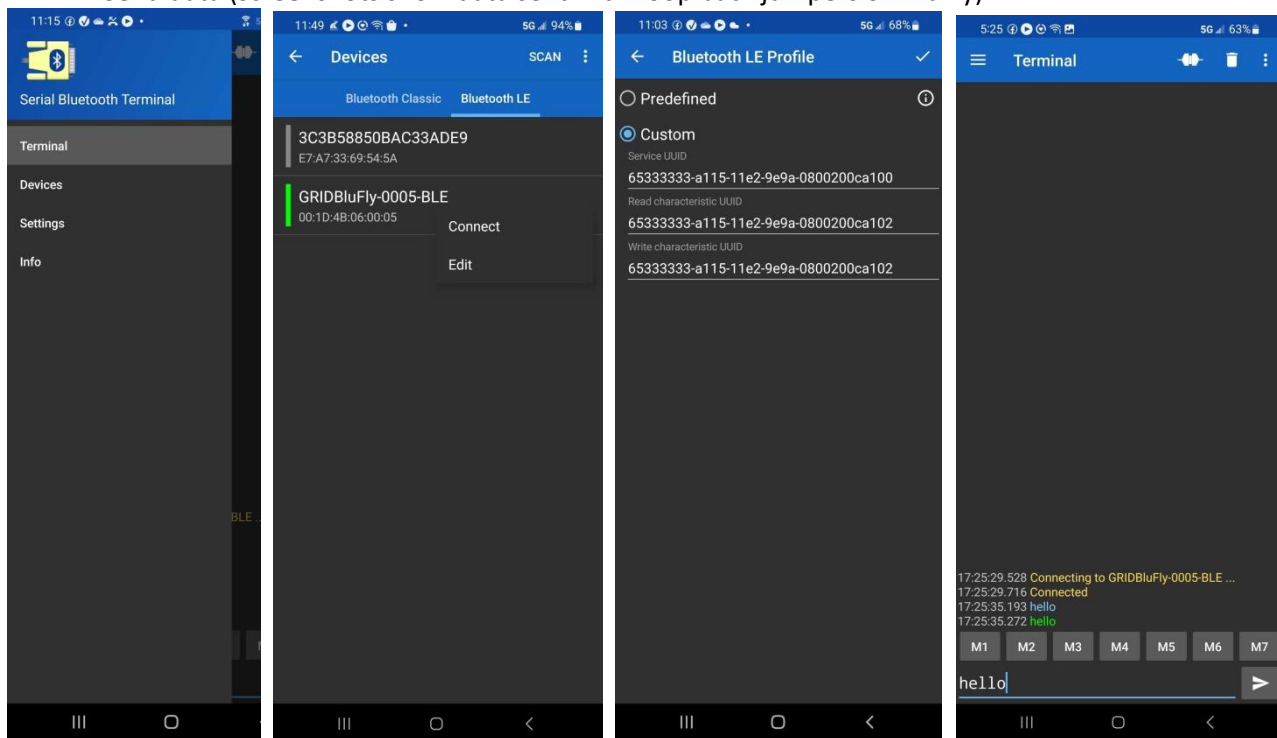 11:15
Serial Bluetooth Terminal
Terminal
Devices
Settings
Info
BLE ..
11:49
5G 94%
Devices
SCAN
Bluetooth Classic Bluetooth LE
3C3B58850BAC33ADE9
E7:A7:33:69:54:5A
GRIDBluFly-0005-BLE
00:1D:4B:06:00:05
Connect
Edit
11:03
5G 68%
Bluetooth LE Profile
Predefined
Custom
Service UUID
65333333-a115-11e2-9e9a-0800200ca100
Read characteristic UUID
65333333-a115-11e2-9e9a-0800200ca102
Write characteristic UUID
65333333-a115-11e2-9e9a-0800200ca102
5:25
5G 63%
Terminal
17:25:29.528 Connecting to GRIDBluFly-0005-BLE ...
17:25:29.716 Connected
17:25:35.193 hello
17:25:35.272 hello
M1 M2 M3 M4 M5 M6 M7
hello